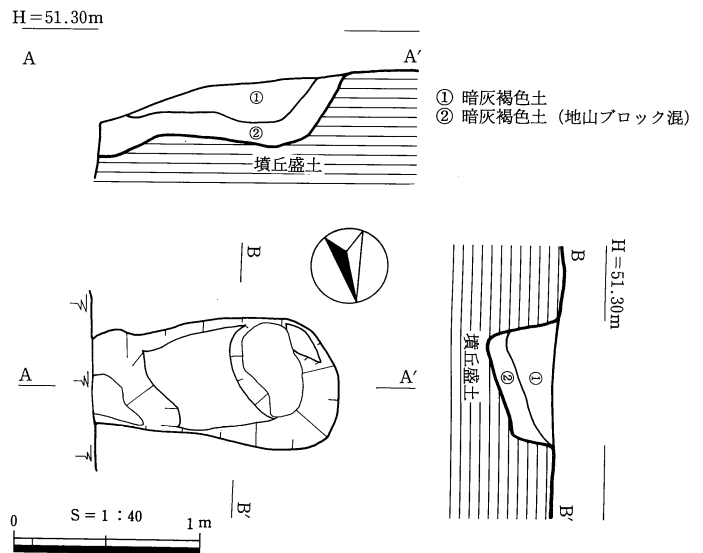 H＝51.30m
A
A′
① 暗灰褐色土
② 暗灰褐色土（地山ブロック混）
①
②
墳丘盛土
B
B
H＝51.30m
墳丘盛土
②
①
A
A′
B′
B′
S＝1：40
0
1m